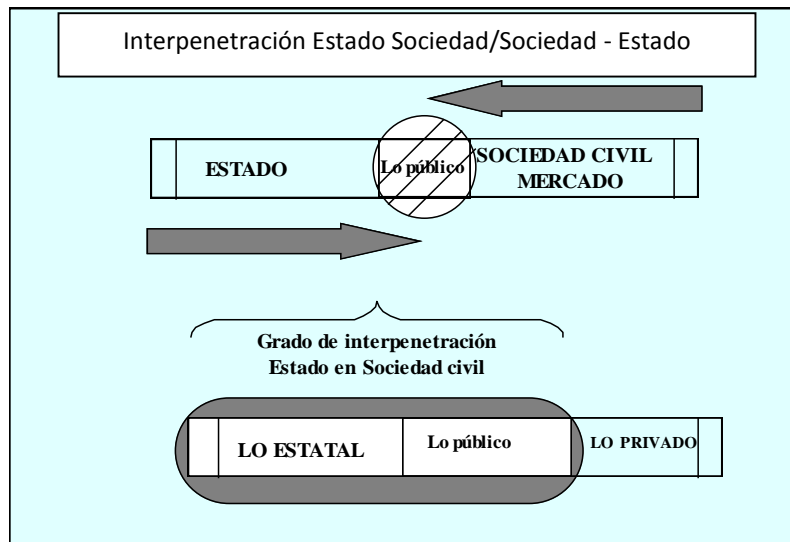 Interpenetración Estado Sociedad/Sociedad - Estado
ESTADO
Lo público
SOCIEDAD CIVIL
MERCADO
Grado de interpenetración
Estado en Sociedad civil
LO ESTATAL
Lo público
LO PRIVADO